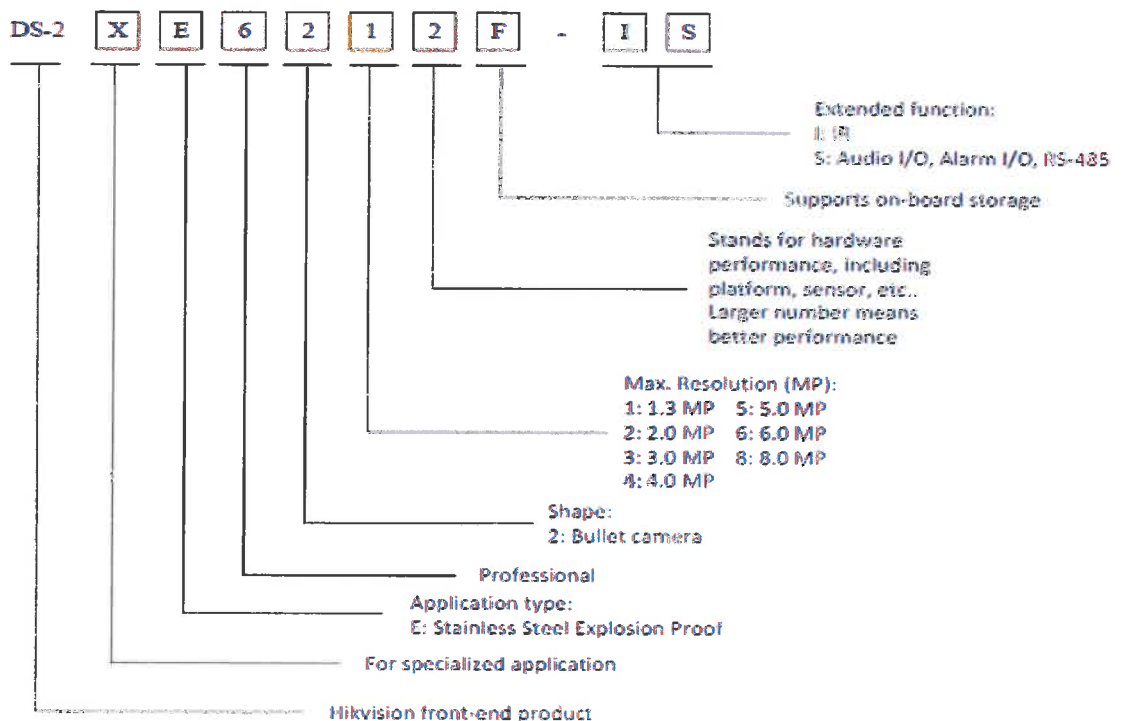 DS-2 X E 6 2 1 2 F - I S
Extended function:
I: IR
S: Audio I/O, Alarm I/O, RS-485
Supports on-board storage
Stands for hardware
performance, including
platform, sensor, etc..
Larger number means
better performance
Max. Resolution (MP):
1: 1.3 MP 5: 5.0 MP
2: 2.0 MP 6: 6.0 MP
3: 3.0 MP 8: 8.0 MP
4: 4.0 MP
Shape:
2: Bullet camera
Professional
Application type:
E: Stainless Steel Explosion Proof
For specialized application
Hikvision front-end product